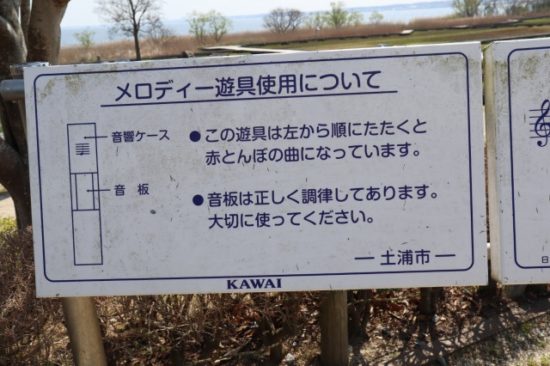 メロディー遊具使用について
音響ケース
音板
●この遊具は左から順にたたくと
赤とんぼの曲になっています。
●音板は正しく調律してあります。
大切に使ってください。
ー土浦市ー
KAWAI
日